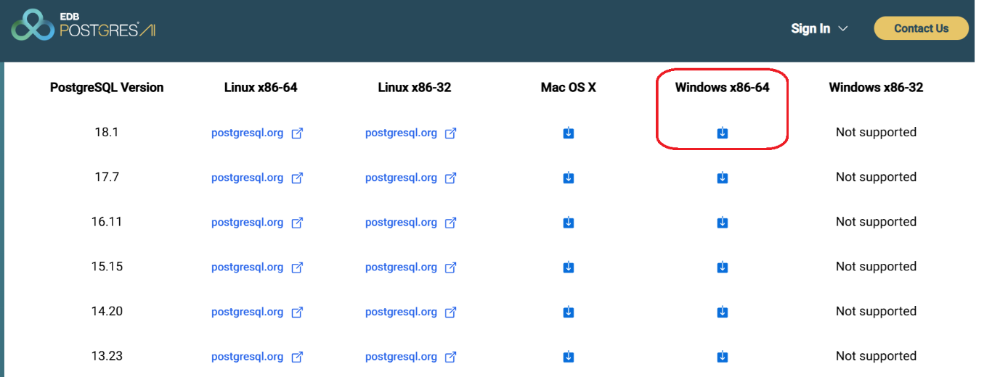 EDB
POSTGRES AI
Sign In
Contact Us
PostgreSQL Version Linux x86-64 Linux x86-32 Mac OS X Windows x86-64 Windows x86-32
18.1 postgresql.org postgresql.org Not supported
17.7 postgresql.org postgresql.org Not supported
16.11 postgresql.org postgresql.org Not supported
15.15 postgresql.org postgresql.org Not supported
14.20 postgresql.org postgresql.org Not supported
13.23 postgresql.org postgresql.org Not supported